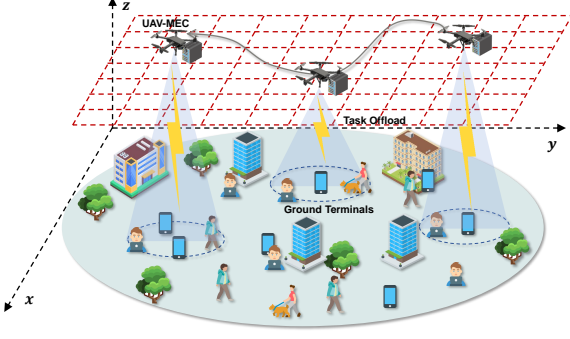 z
UAV-MEC
Task Offload
y
Ground Terminals
x